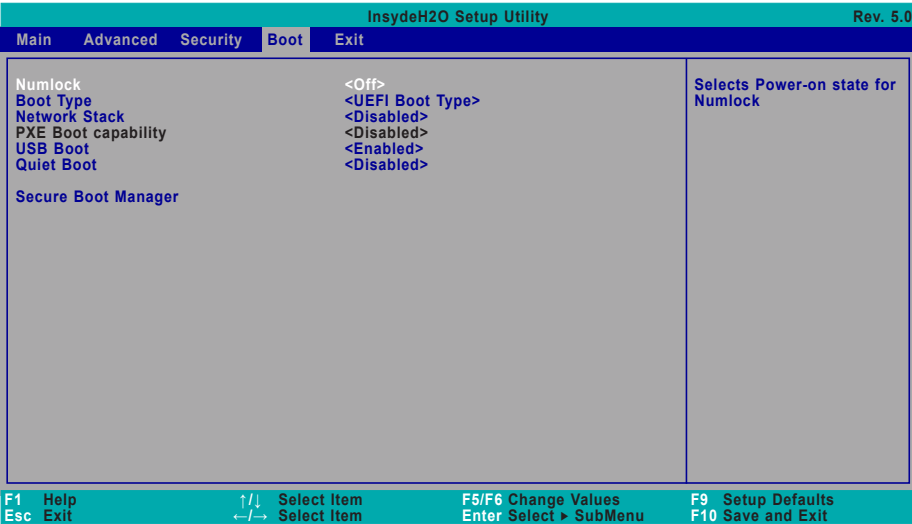 InsydeH2O Setup Utility Rev. 5.0
Main Advanced Security Boot Exit
Numlock <Off>
Boot Type <UEFI Boot Type>
Network Stack <Disabled>
PXE Boot capability <Disabled>
USB Boot <Enabled>
Quiet Boot <Disabled>
Secure Boot Manager
Selects Power-on state for
Numlock
F1 Help ↑/↓ Select Item F5/F6 Change Values F9 Setup Defaults
Esc Exit ←/→ Select Item Enter Select ▸ SubMenu F10 Save and Exit